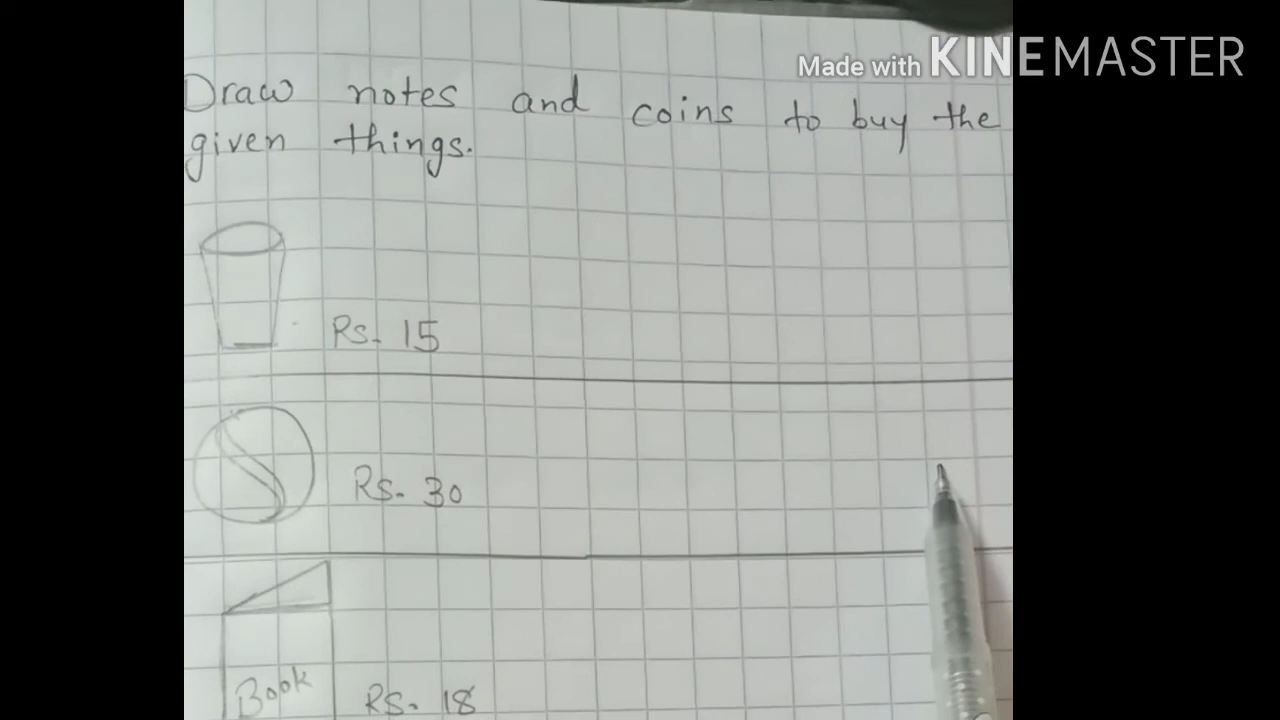 Made with KINEMASTER
Draw notes and coins to buy the
given things.
Rs. 15
Rs. 30
Book
Rs. 18